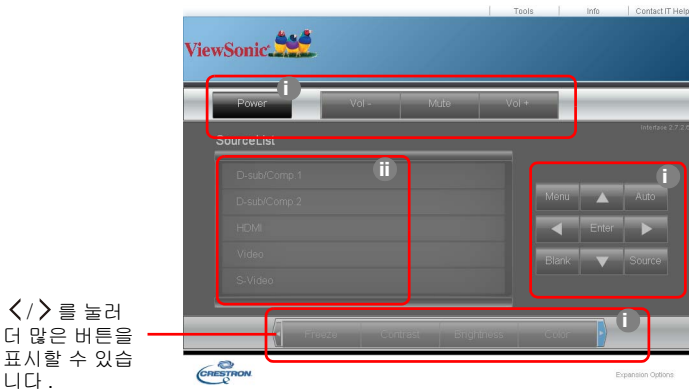 Tools Info Contact IT Help
ViewSonic
i
Power Vol - Mute Vol +
Interface 2.7.2.5
SourceList
ii
i
D-sub/Comp.1
D-sub/Comp.2
HDMI
Video
S-Video
Menu Auto
Enter
Blank Source
i
Freeze Contrast Brightness Color
く/ > 를 눌러
더 많은 버튼을
표시할 수 있습
니다 .
CRESTRON
Expansion Options